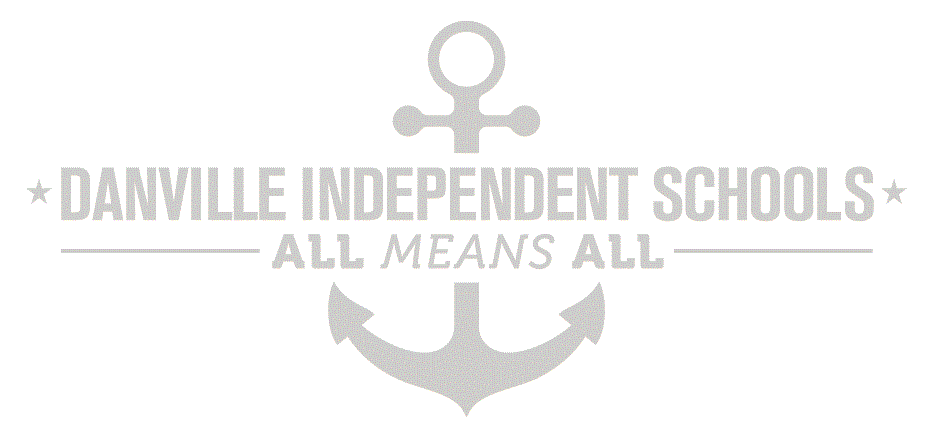 DANVILLE INDEPENDENT SCHOOLS
ALL MEANS ALL